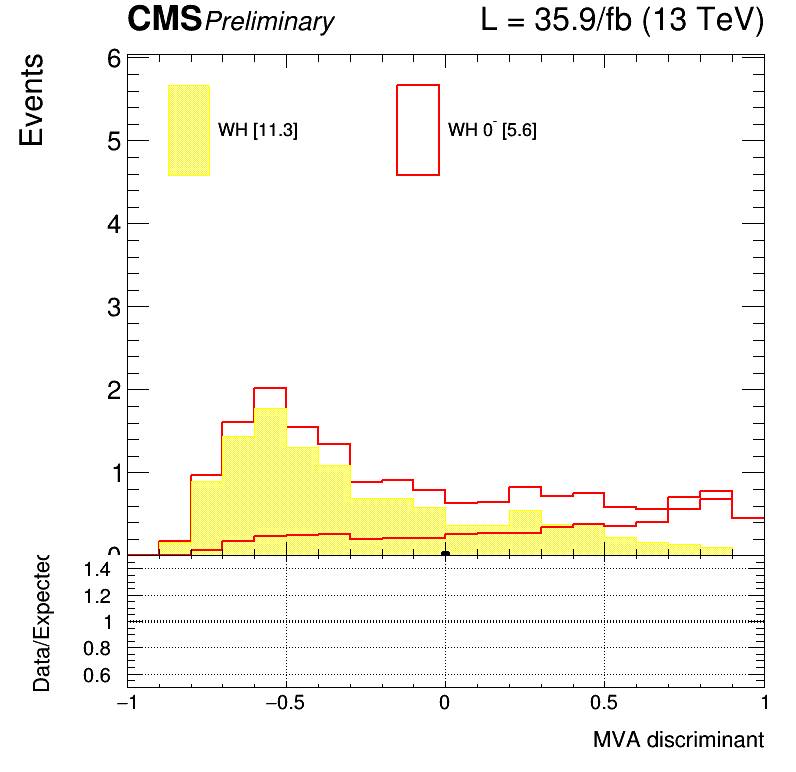 CMS Preliminary L = 35.9/fb (13 TeV)
Events
6
WH [11.3] WH 0⁻ [5.6]
5
4
3
2
1
0
Data/Expected
1.4
1.2
1
0.8
0.6
−1 −0.5 0 0.5 1
MVA discriminant